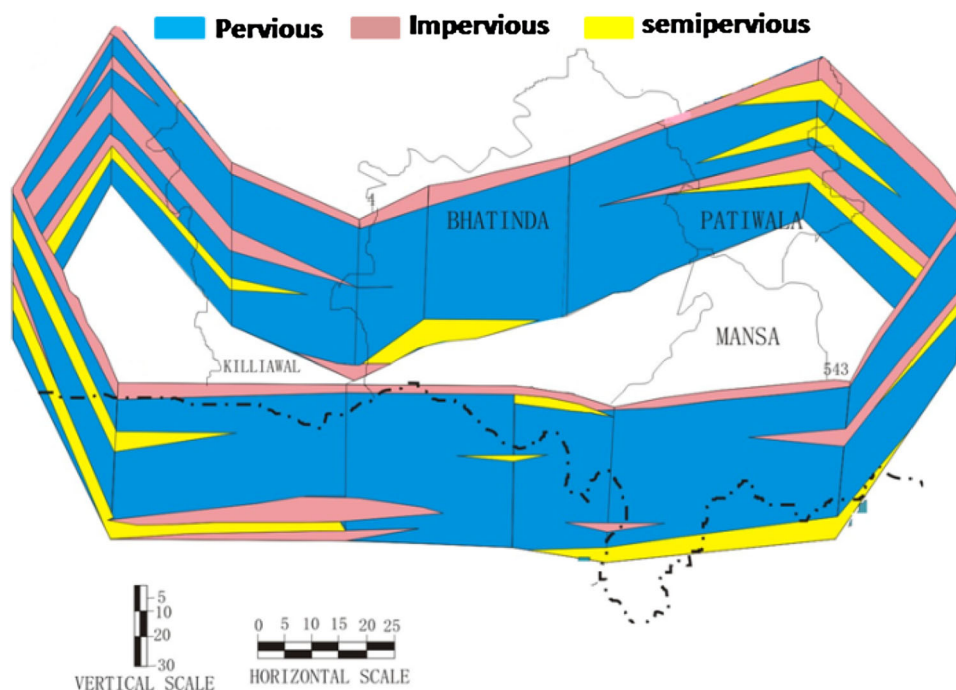 Pervious Impervious semipervious
BHATINDA PATIWALA
MANSA
KILLIAWAL
543
5
10
20
30
VERTICAL SCALE
0 5 10 15 20 25
HORIZONTAL SCALE